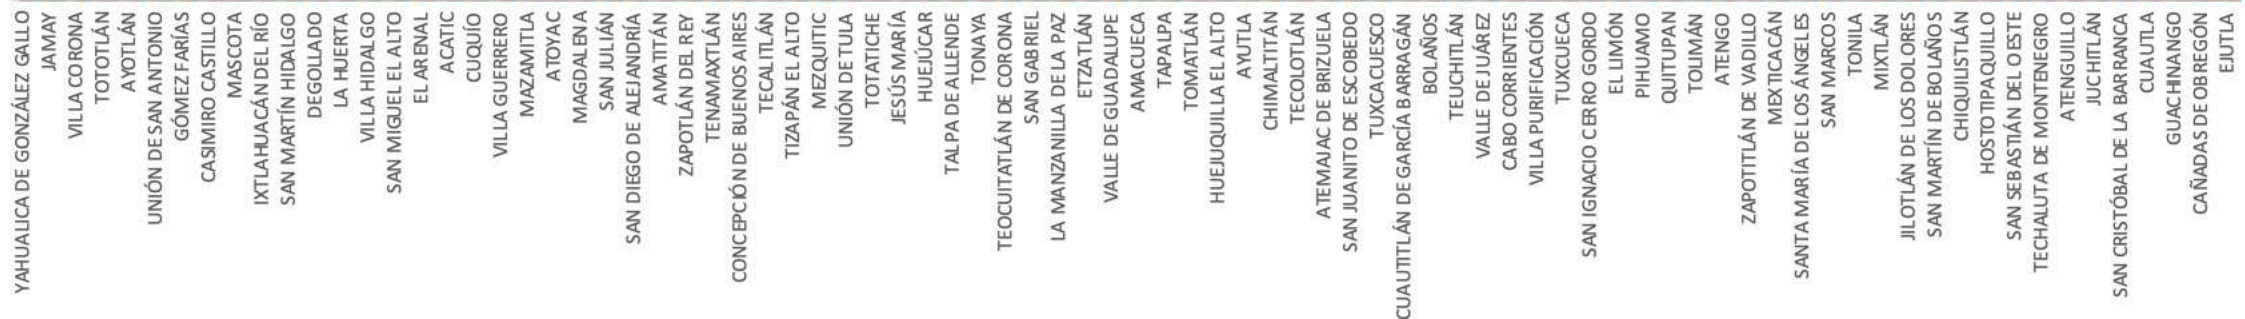 YAHUALICA DE GONZÁLEZ GALLO
JAMAY
VILLA CORONA
TOTOTLÁN
AYOTLÁN
UNIÓN DE SAN ANTONIO
GÓMEZ FARÍAS
CASIMIRO CASTILLO
MASCOTA
IXTLAHUACÁN DEL RÍO
SAN MARTÍN HIDALGO
DEGOLLADO
LA HUERTA
VILLA HIDALGO
SAN MIGUEL EL ALTO
EL ARENAL
ACATIC
CUQUÍO
VILLA GUERRERO
MAZAMITLA
ATOYAC
MAGDALENA
SAN JULIÁN
SAN DIEGO DE ALEJANDRÍA
AMATITÁN
ZAPOTLÁN DEL REY
TENAMAXTLÁN
CONCEPCIÓN DE BUENOS AIRES
TECALITLÁN
TIZAPÁN EL ALTO
MEZQUITIC
UNIÓN DE TULA
TOTATICHE
JESÚS MARÍA
HUEJÚCAR
TALPA DE ALLENDE
TONAYA
TEOCUITATLÁN DE CORONA
SAN GABRIEL
LA MANZANILLA DE LA PAZ
ETZATLÁN
VALLE DE GUADALUPE
AMACUECA
TAPALPA
TOMATLÁN
HUEJUQUILLA EL ALTO
AYUTLA
CHIMALTITÁN
TECOLOTLÁN
ATEMAJAC DE BRIZUELA
SAN JUANITO DE ESCOBEDO
TUXCACUESCO
CUAUTITLÁN DE GARCÍA BARRAGÁN
BOLAÑOS
TEUCHITLÁN
VALLE DE JUÁREZ
CABO CORRIENTES
VILLA PURIFICACIÓN
TUXCUECA
SAN IGNACIO CERRO GORDO
EL LIMÓN
PIHUAMO
QUITUPAN
TOLIMÁN
ATENGO
ZAPOTITLÁN DE VADILLO
MEXTICACÁN
SANTA MARÍA DE LOS ÁNGELES
SAN MARCOS
TONILA
MIXTLÁN
JILOTLÁN DE LOS DOLORES
SAN MARTÍN DE BOLAÑOS
CHIQUILISTLÁN
HOSTOTIPAQUILLO
SAN SEBASTIÁN DEL OESTE
TECHALUTA DE MONTENEGRO
ATENGUILLO
JUCHITLÁN
SAN CRISTÓBAL DE LA BARRANCA
CUAUTLA
GUACHINANGO
CAÑADAS DE OBREGÓN
EJUTLA